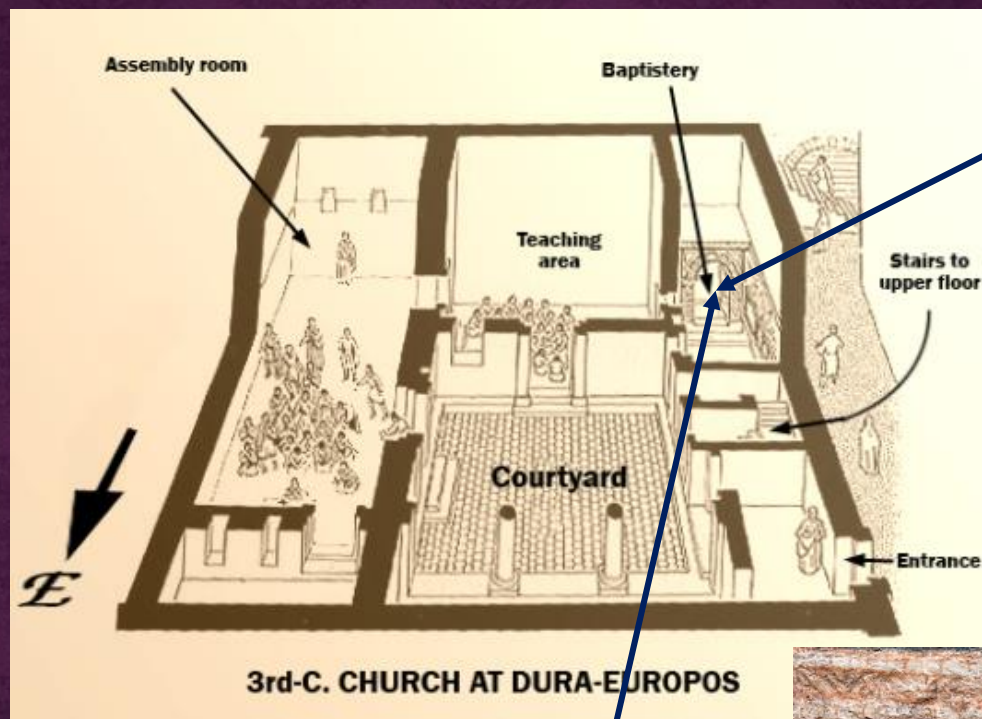 Assembly room
Baptistery
Teaching
area
Stairs to
upper floor
Courtyard
Entrance
E
3rd-C. CHURCH AT DURA-EUROPOS